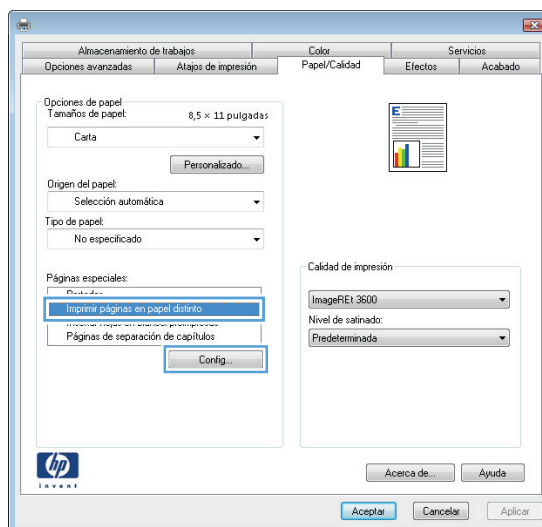 Almacenamiento de trabajos Color Servicios
Opciones avanzadas Atajos de impresión Papel/Calidad Efectos Acabado
Opciones de papel
Tamaños de papel: 8,5 × 11 pulgadas
Carta
Personalizado...
Origen del papel:
Selección automática
Tipo de papel:
No especificado
Páginas especiales:
Imprimir páginas en papel distinto
Páginas de separación de capítulos
Config...
Calidad de impresión
ImageREt 3600
Nivel de satinado:
Predeterminada
E
hp
invent
Acerca de... Ayuda
Aceptar Cancelar Aplicar